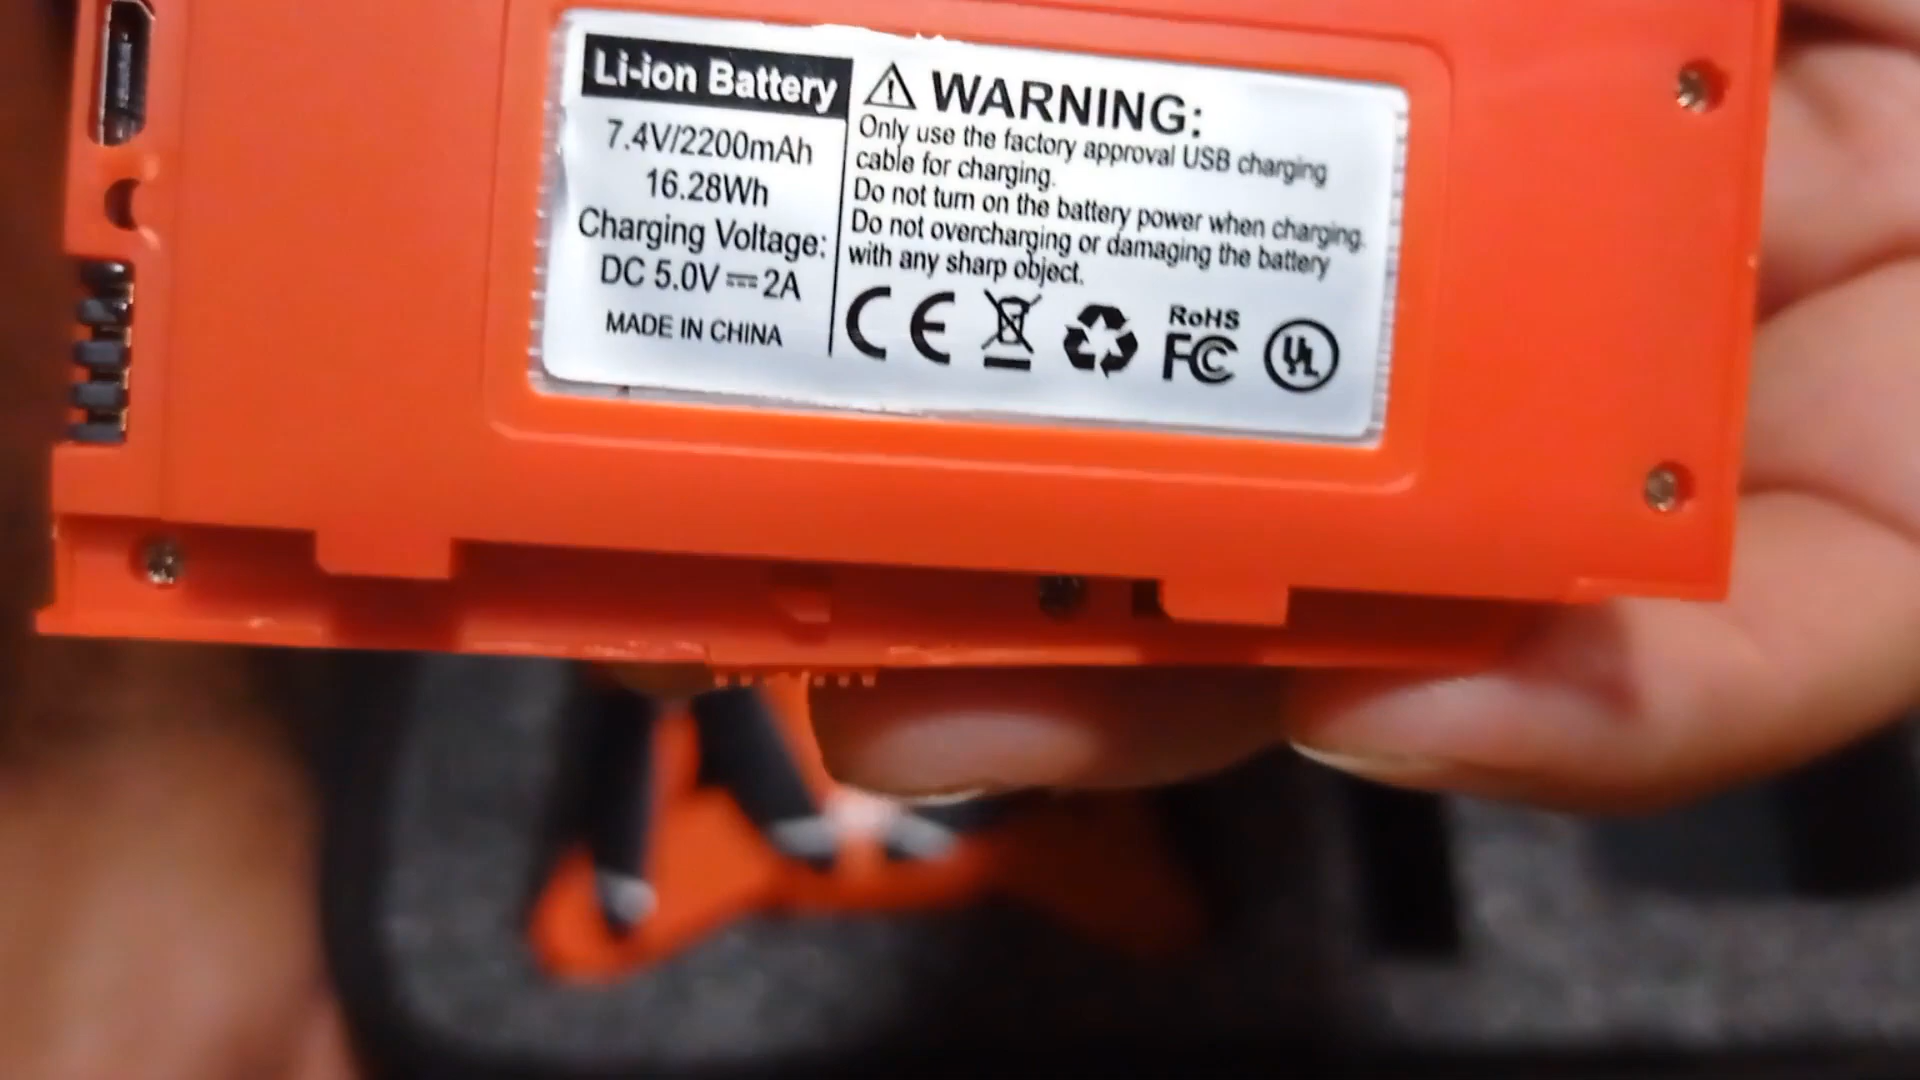 Li-ion Battery
7.4V/2200mAh
16.28Wh
Charging Voltage:
DC 5.0V⎓2A
MADE IN CHINA
WARNING:
Only use the factory approval USB charging
cable for charging.
Do not turn on the battery power when charging.
Do not overcharging or damaging the battery
with any sharp object.
CE
RoHS
FC
UL